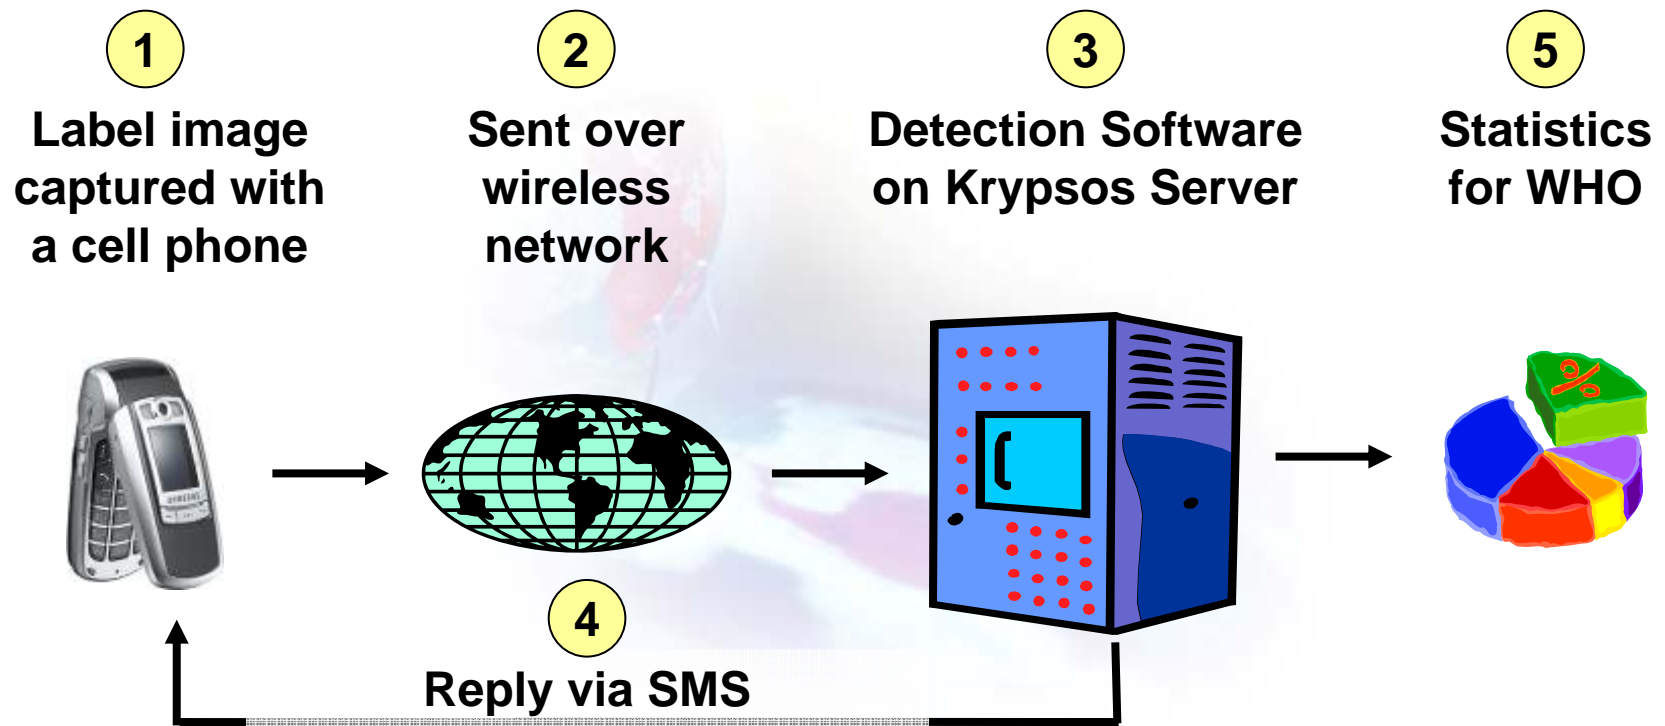 1
Label image
captured with
a cell phone
2
Sent over
wireless
network
3
Detection Software
on Krypsos Server
5
Statistics
for WHO
SAMSUNG
%
4
Reply via SMS